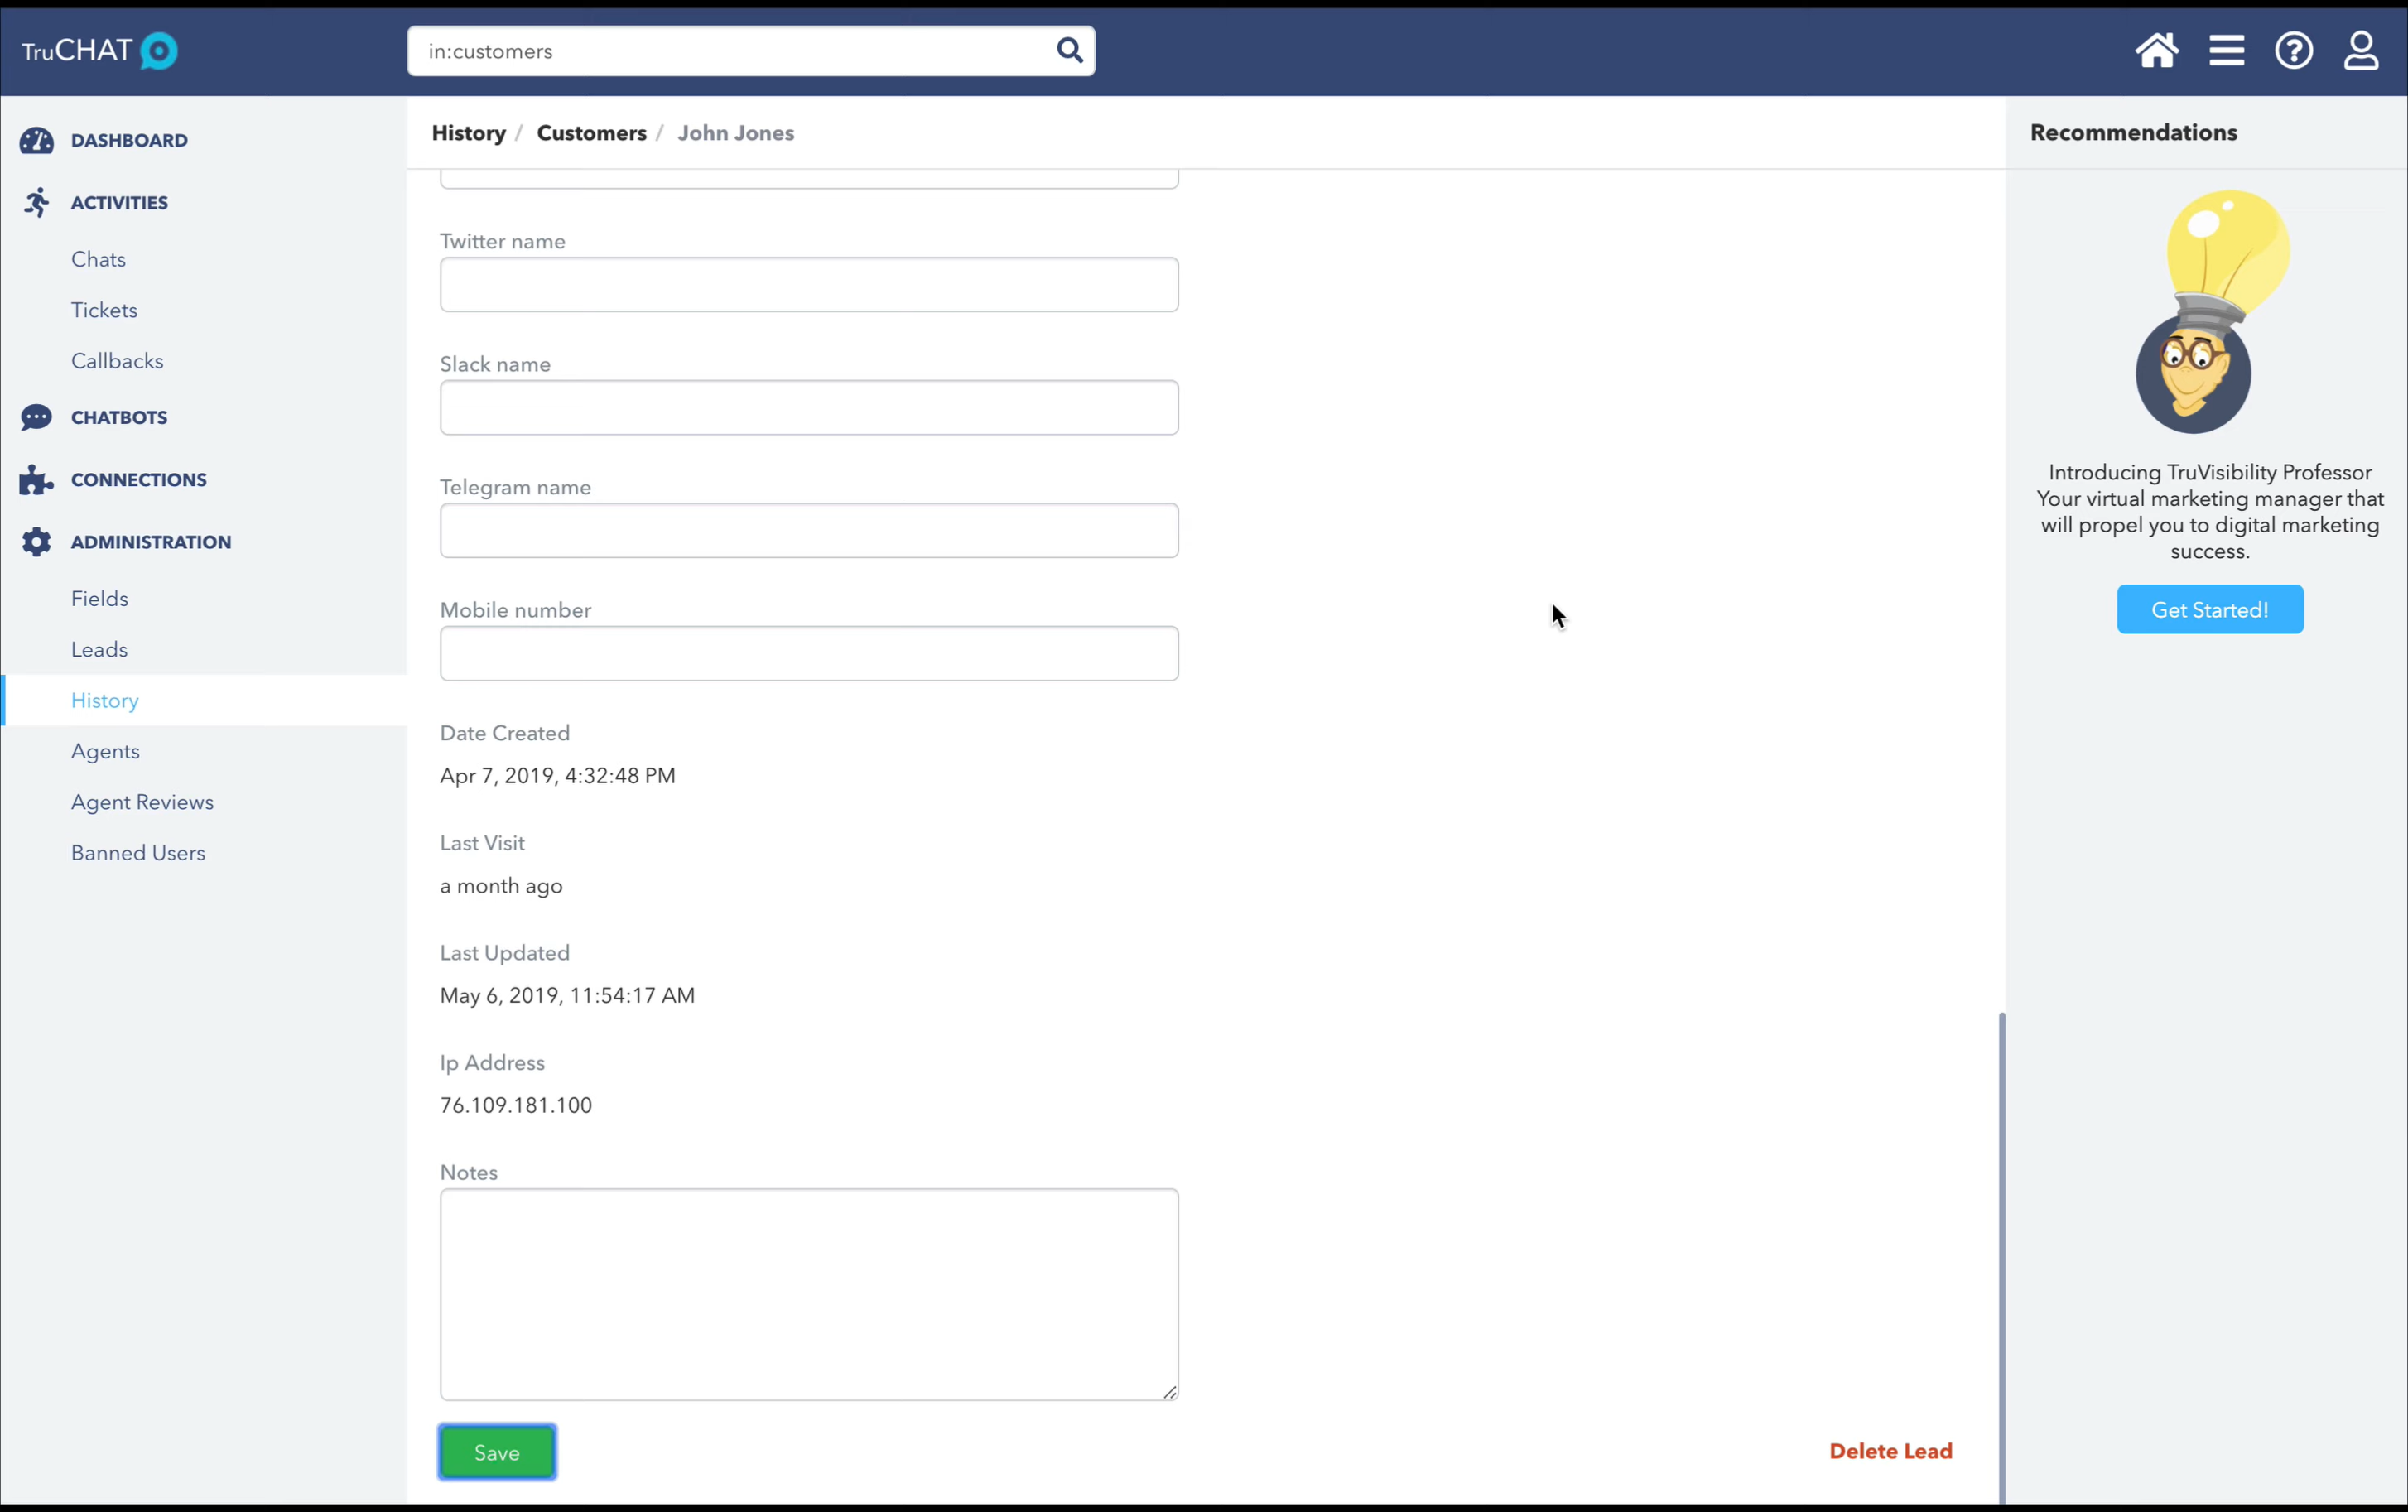 TruCHAT
in:customers
DASHBOARD
ACTIVITIES
Chats
Tickets
Callbacks
CHATBOTS
CONNECTIONS
ADMINISTRATION
Fields
Leads
History
Agents
Agent Reviews
Banned Users
History / Customers / John Jones
Twitter name
Slack name
Telegram name
Mobile number
Date Created
Apr 7, 2019, 4:32:48 PM
Last Visit
a month ago
Last Updated
May 6, 2019, 11:54:17 AM
Ip Address
76.109.181.100
Notes
Save
Delete Lead
Recommendations
Introducing TruVisibility Professor
Your virtual marketing manager that
will propel you to digital marketing
success.
Get Started!